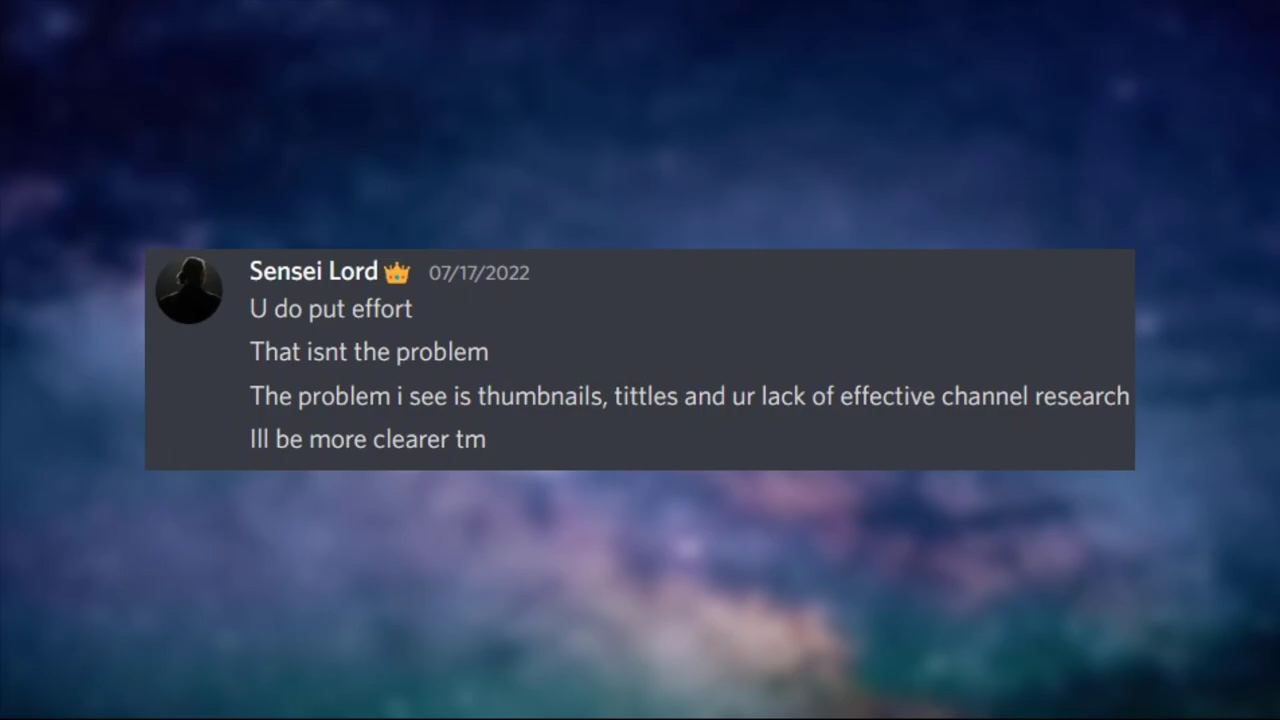 Sensei Lord 07/17/2022
U do put effort
That isnt the problem
The problem i see is thumbnails, tittles and ur lack of effective channel research
Ill be more clearer tm